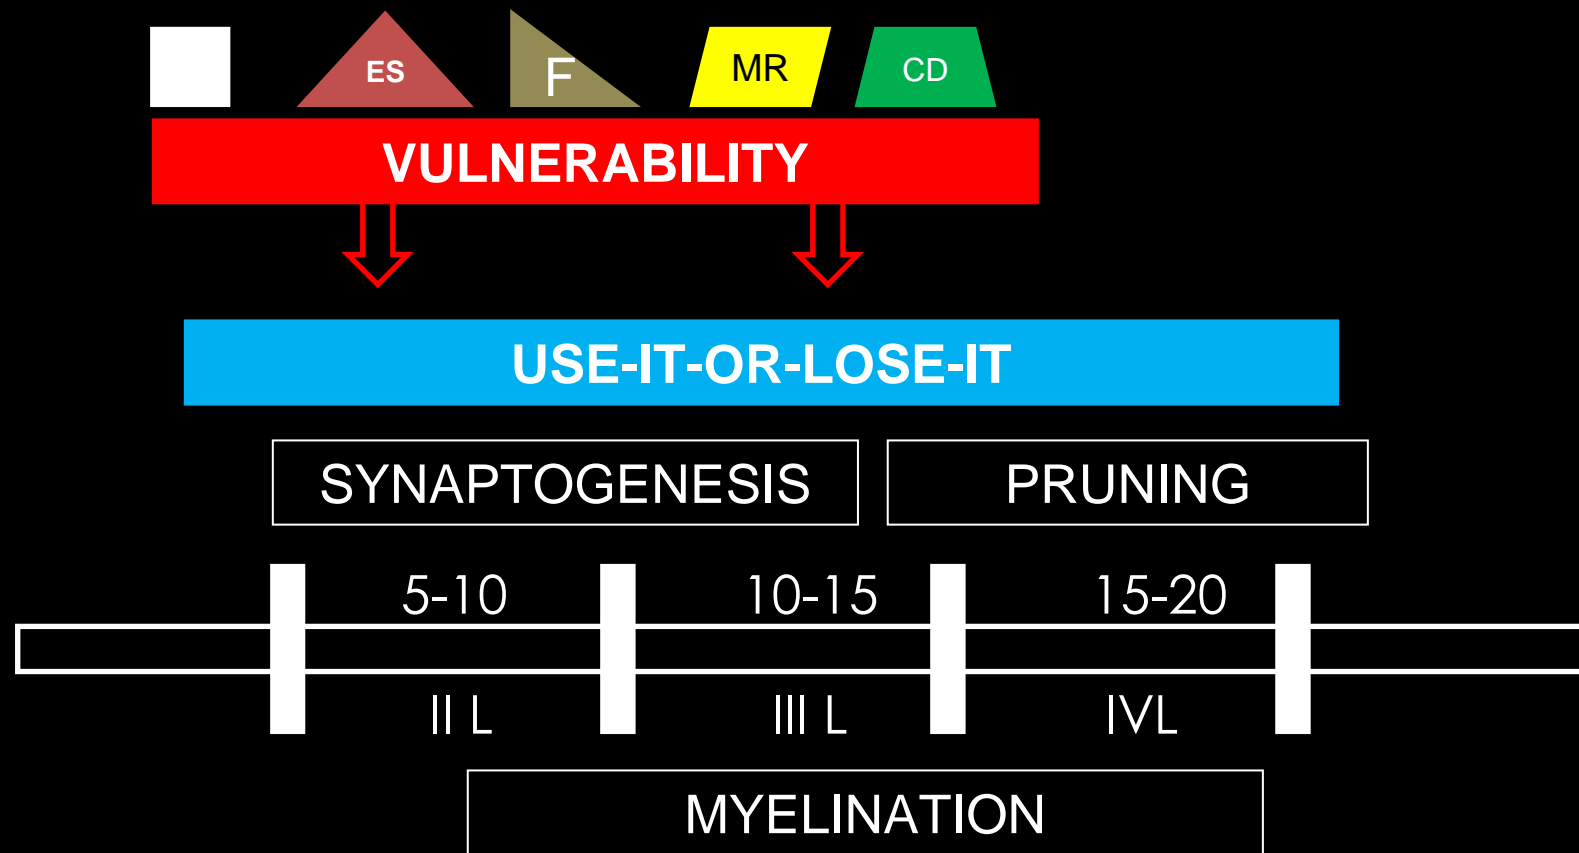 ES F MR CD
VULNERABILITY
USE-IT-OR-LOSE-IT
SYNAPTOGENESIS PRUNING
5-10 10-15 15-20
II L III L IVL
MYELINATION